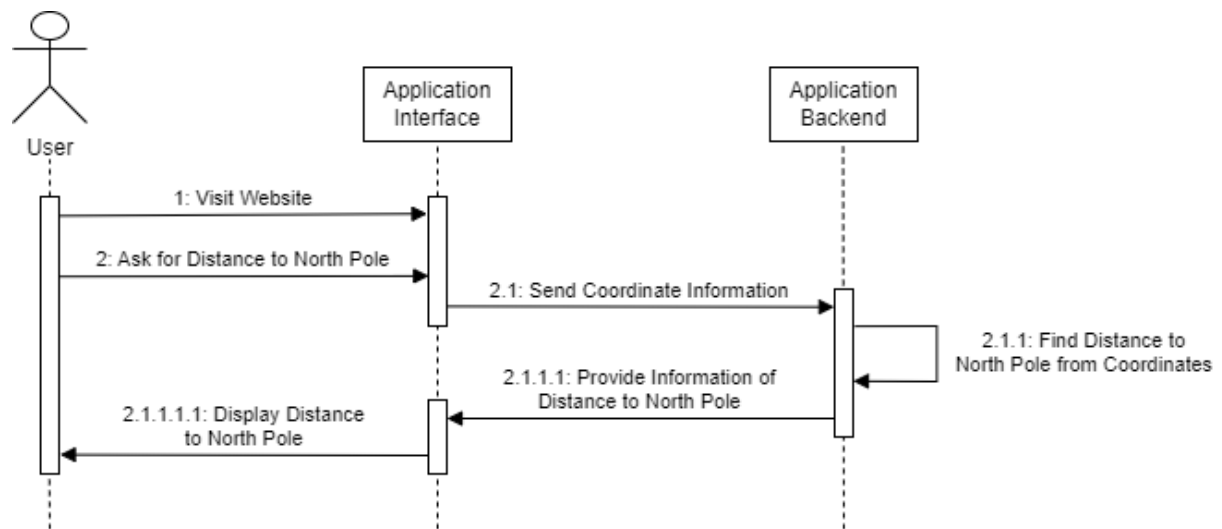 User
Application
Interface
Application
Backend
1: Visit Website
2: Ask for Distance to North Pole
2.1: Send Coordinate Information
2.1.1: Find Distance to
North Pole from Coordinates
2.1.1.1: Provide Information of
Distance to North Pole
2.1.1.1.1: Display Distance
to North Pole